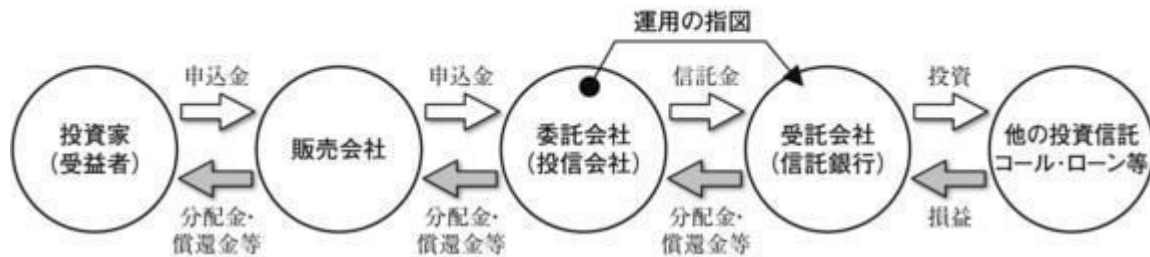 運用の指図
申込金
申込金
信託金
投資
投資家
(受益者)
販売会社
委託会社
(投信会社)
受託会社
(信託銀行)
他の投資信託
コール・ローン等
分配金・
償還金等
分配金・
償還金等
分配金・
償還金等
損益